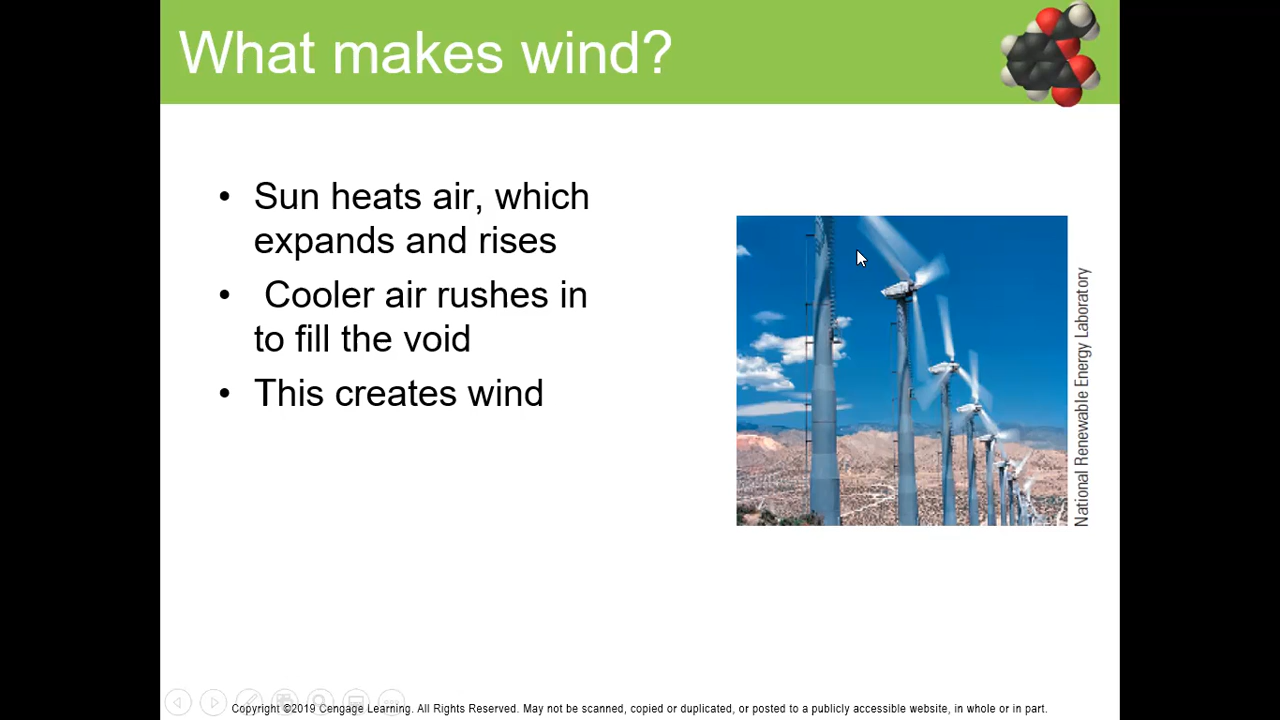 What makes wind?
• Sun heats air, which
expands and rises
• Cooler air rushes in
to fill the void
• This creates wind
National Renewable Energy Laboratory
Copyright ©2019 Cengage Learning. All Rights Reserved. May not be scanned, copied or duplicated, or posted to a publicly accessible website, in whole or in part.